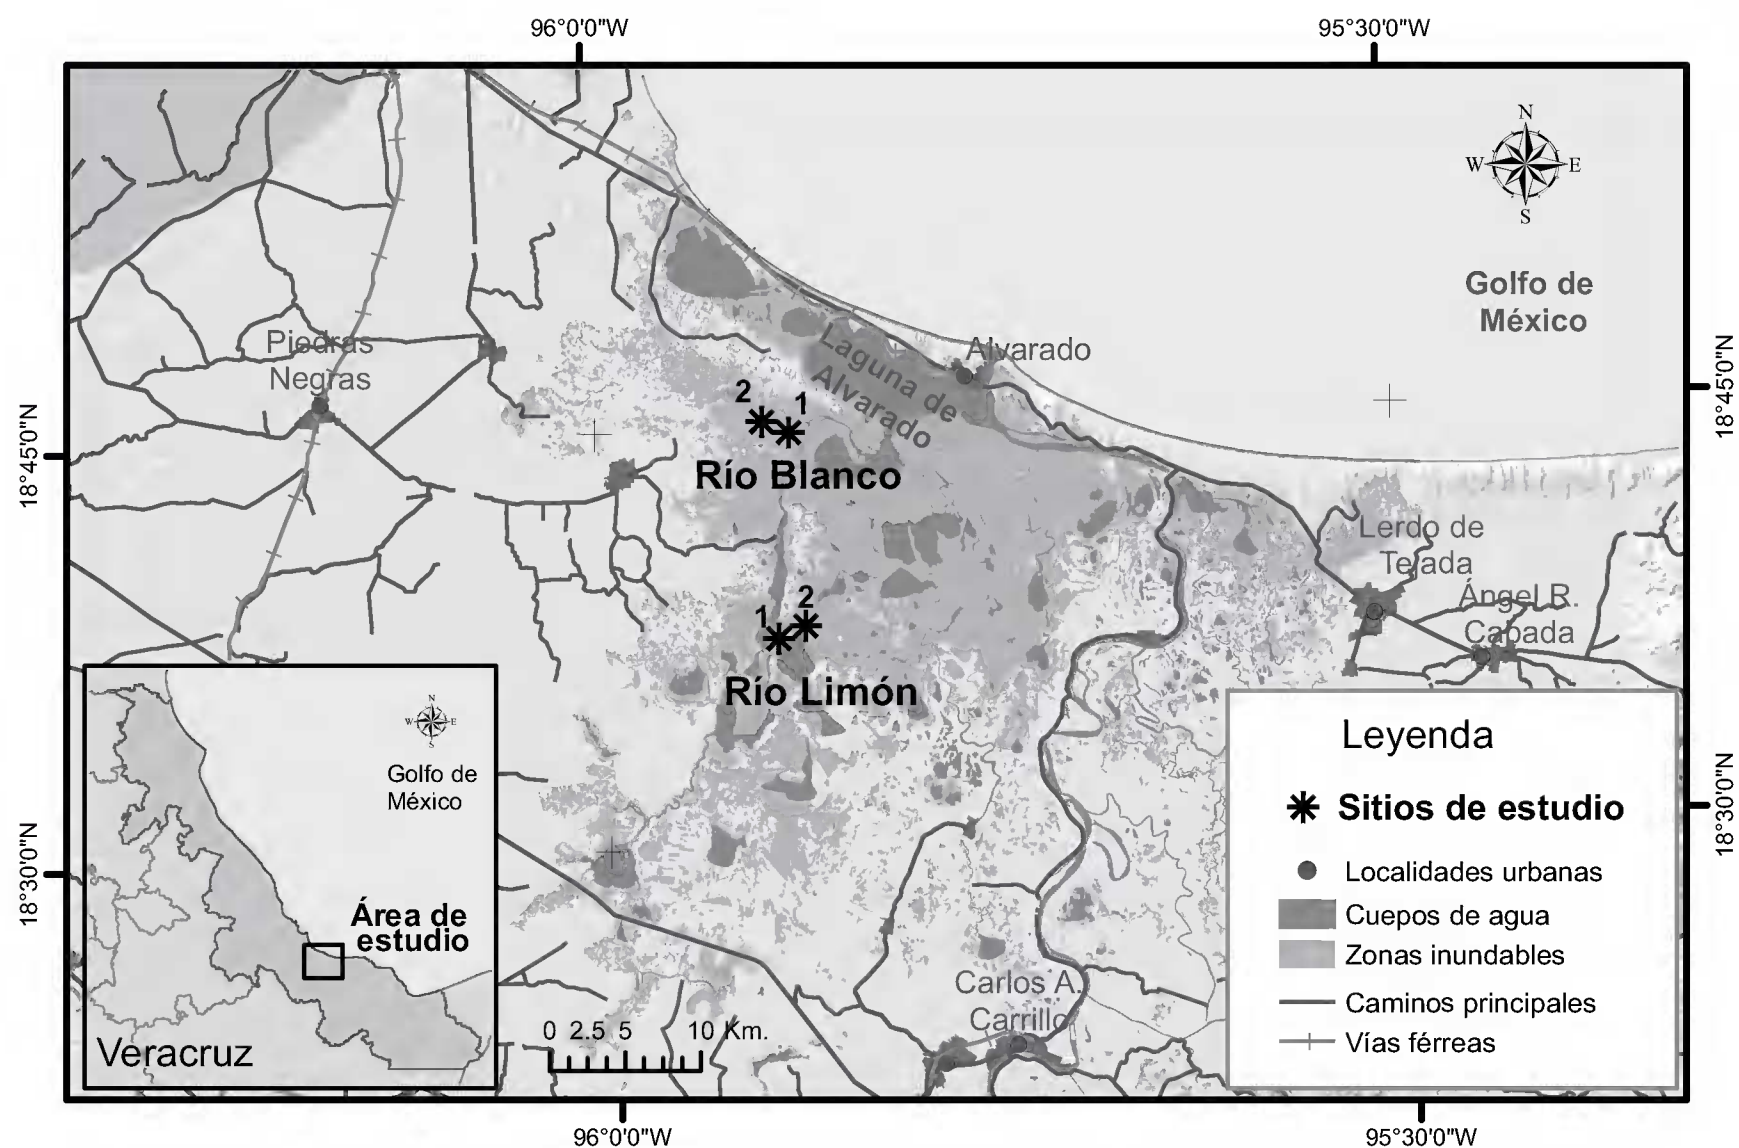 96°0'0"W
95°30'0"W
N
W
E
S
Golfo de
México
Piedras
Negras
Laguna de
Alvarado
Alvarado
2
1
18°45'0"N
18°45'0"N
Río Blanco
Lerdo de
Tejada
Ángel R.
Cabada
1
2
Río Limón
N
W
E
S
Golfo de
México
Área de
estudio
Veracruz
18°30'0"N
18°30'0"N
Leyenda
Sitios de estudio
Localidades urbanas
Cuepos de agua
Zonas inundables
Caminos principales
Vías férreas
Carlos A.
Carrillo
0 2.5 5 10 Km.
96°0'0"W
95°30'0"W